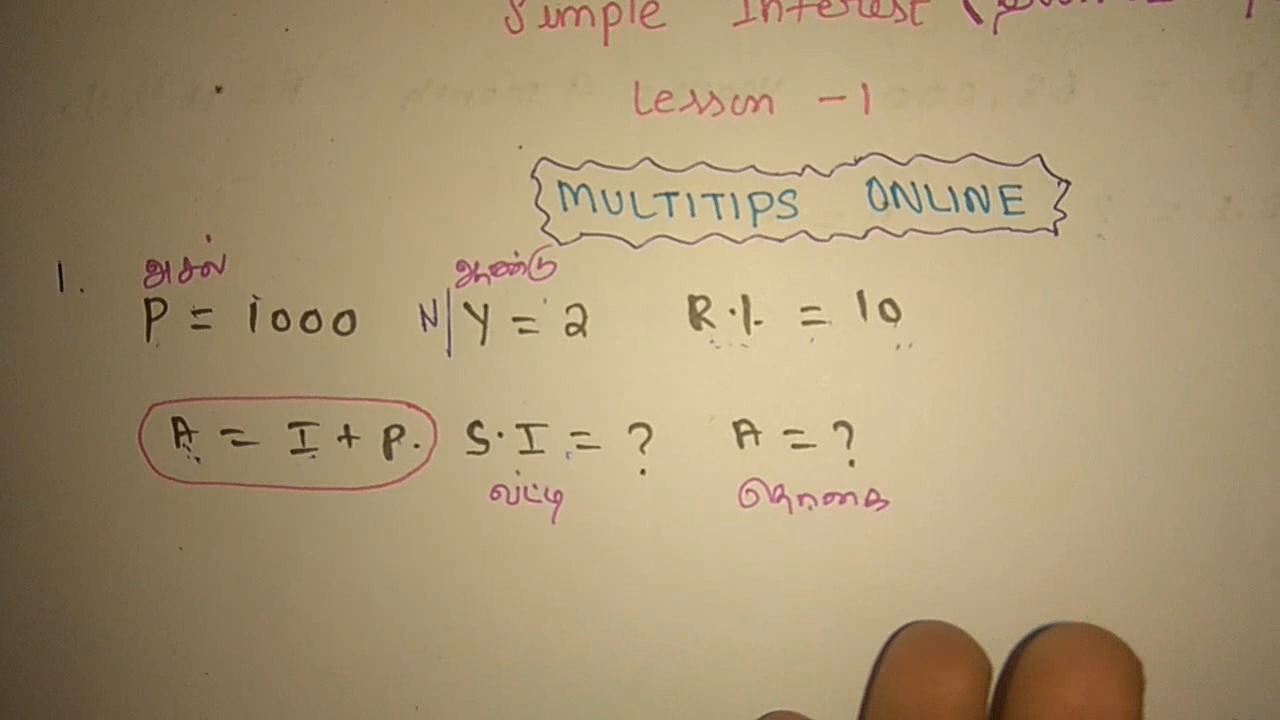 Simple Interest
Lesson - 1
MULTITIPS ONLINE
அசல் ஆண்டு
1. P = 1000 N/Y = 2 R.%. = 10
A = I + P. S.I = ? A = ?
வட்டி தொகை